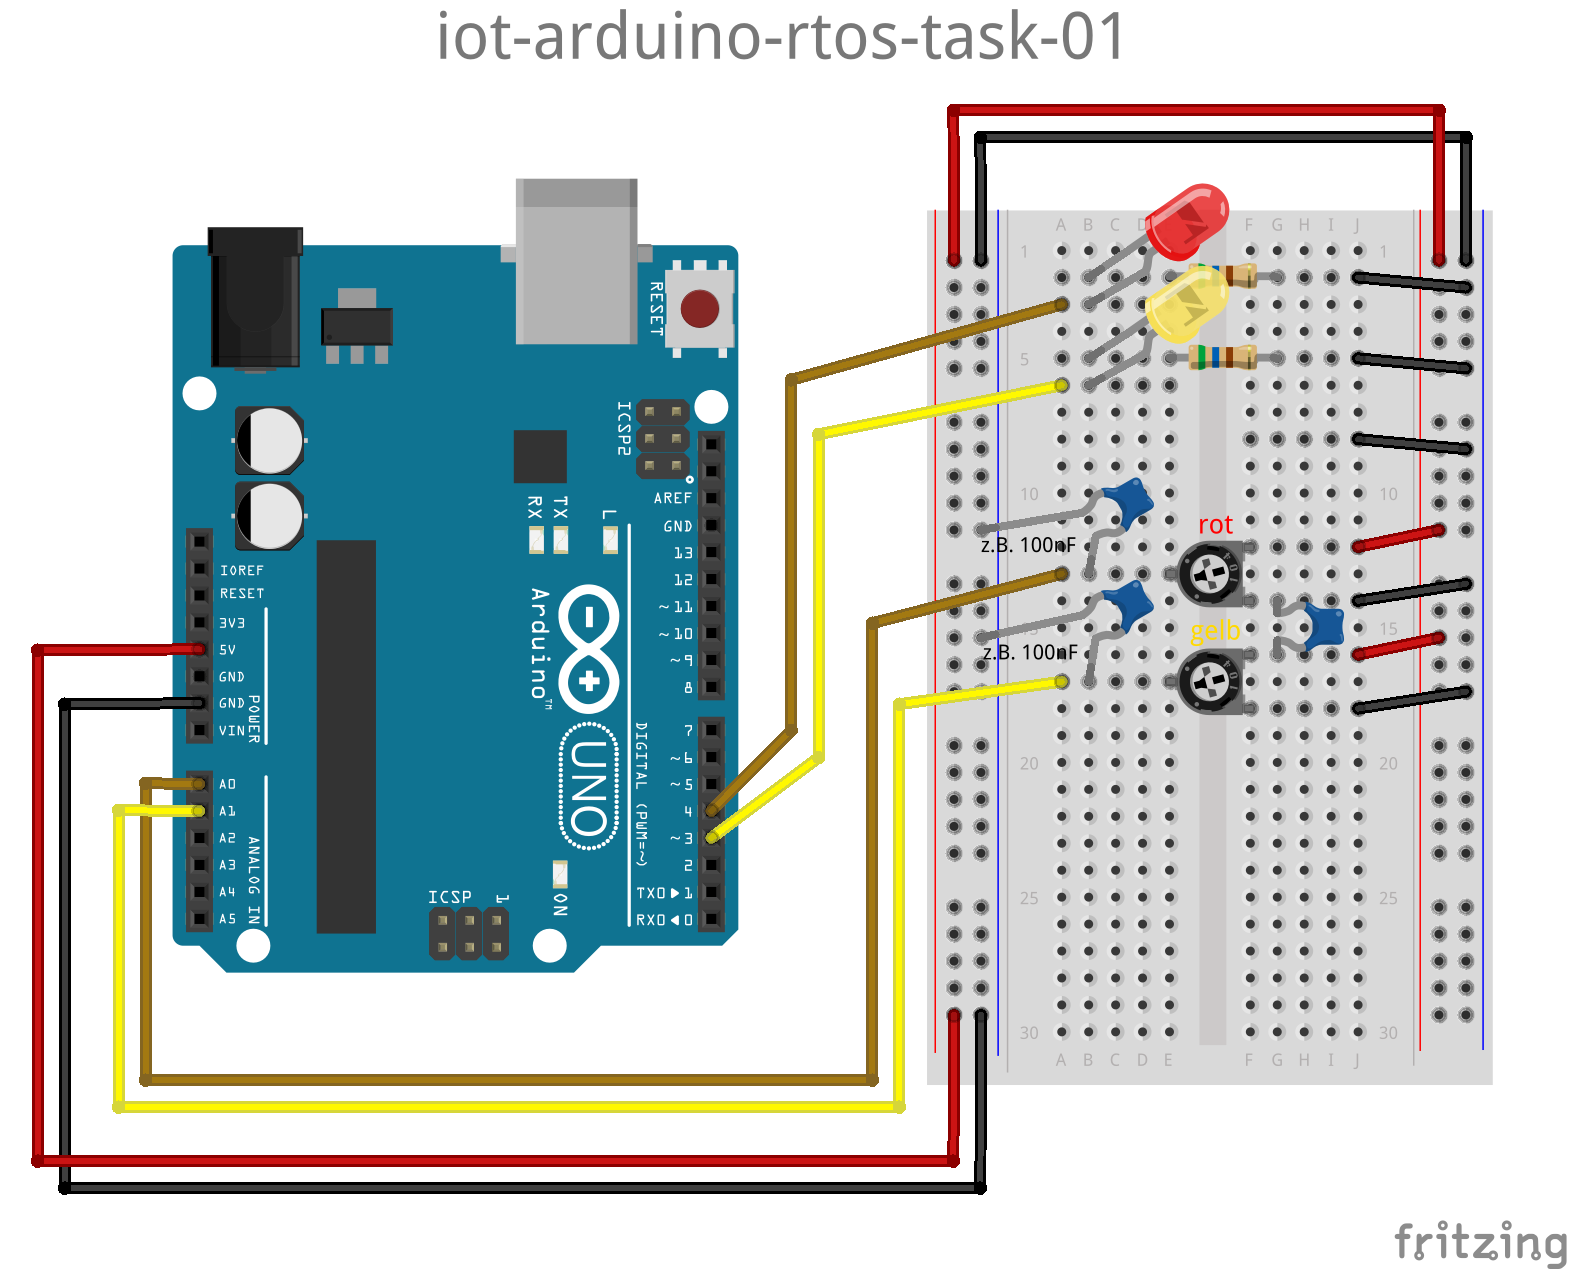 iot-arduino-rtos-task-01
A B C D F G H I J
1 1
5 5
10 10
15 15
20 20
25 25
30 30
A B C D E F G H I J
RESET
ICSP2
AREF
GND
13
12
~11
~10
~9
8
7
~6
~5
4
~3
2
TX0▶1
RX0◀0
DIGITAL (PWM=~)
RX TX L
Arduino™
UNO
ON
ICSP 1
IOREF
RESET
3V3
5V
GND
GND
VIN
POWER
A0
A1
A2
A3
A4
A5
ANALOG IN
z.B. 100nF
z.B. 100nF
rot
gelb
fritzing